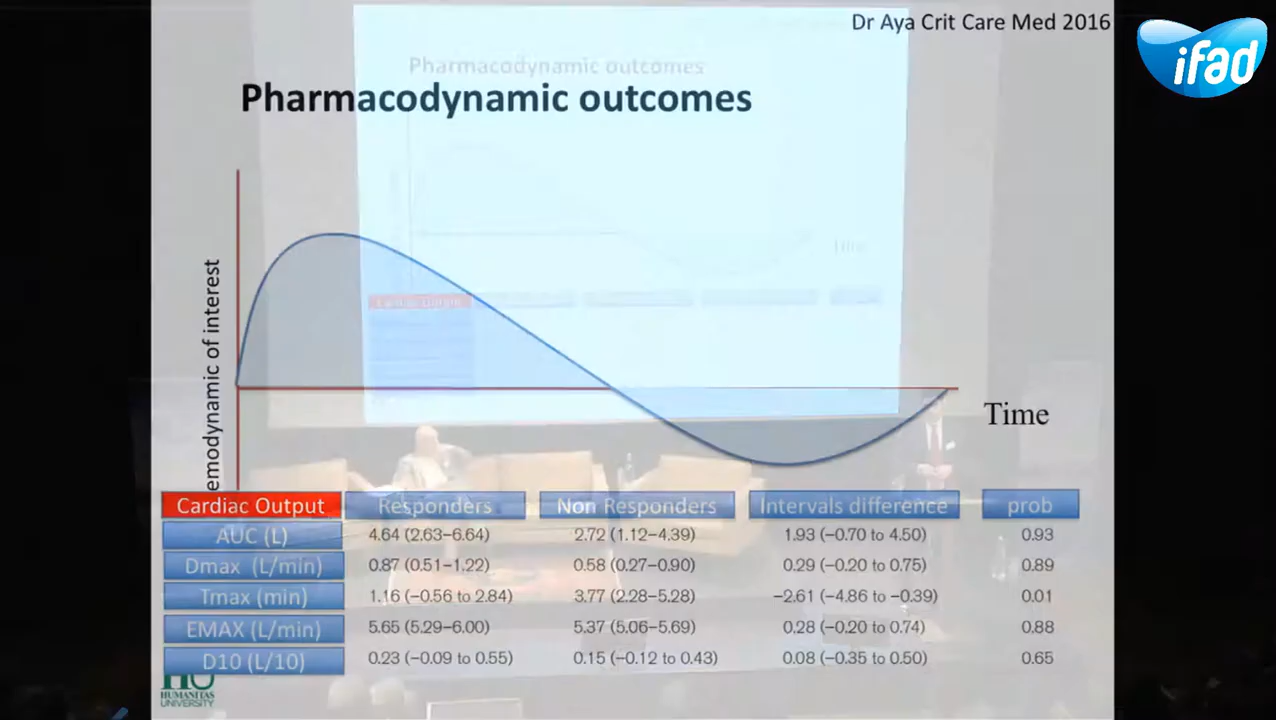 Dr Aya Crit Care Med 2016
ifad
Pharmacodynamic outcomes
Pharmacodynamic outcomes
Time
emodynamic of interest
Time
Cardiac Output Responders Non Responders Intervals difference prob
AUC (L) 4.64 (2.63–6.64) 2.72 (1.12–4.39) 1.93 (−0.70 to 4.50) 0.93
Dmax (L/min) 0.87 (0.51–1.22) 0.58 (0.27–0.90) 0.29 (−0.20 to 0.75) 0.89
Tmax (min) 1.16 (−0.56 to 2.84) 3.77 (2.28–5.28) −2.61 (−4.86 to −0.39) 0.01
EMAX (L/min) 5.65 (5.29–6.00) 5.37 (5.06–5.69) 0.28 (−0.20 to 0.74) 0.88
D10 (L/10) 0.23 (−0.09 to 0.55) 0.15 (−0.12 to 0.43) 0.08 (−0.35 to 0.50) 0.65
HUMANITAS
UNIVERSITY